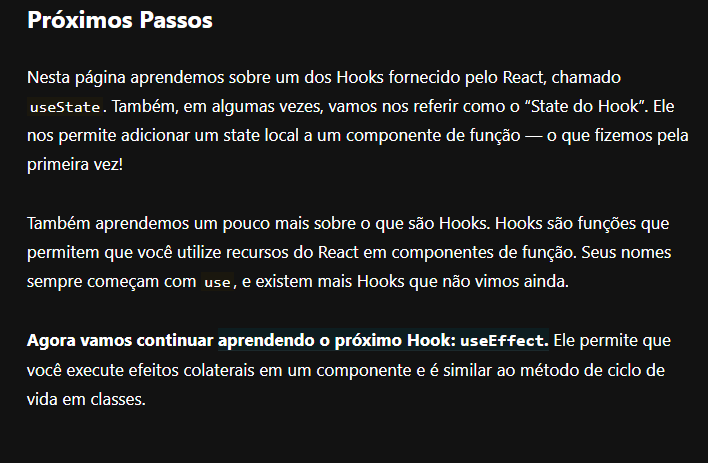 Próximos Passos
Nesta página aprendemos sobre um dos Hooks fornecido pelo React, chamado
useState. Também, em algumas vezes, vamos nos referir como o “State do Hook”. Ele
nos permite adicionar um state local a um componente de função — o que fizemos pela
primeira vez!
Também aprendemos um pouco mais sobre o que são Hooks. Hooks são funções que
permitem que você utilize recursos do React em componentes de função. Seus nomes
sempre começam com use, e existem mais Hooks que não vimos ainda.
Agora vamos continuar aprendendo o próximo Hook: useEffect. Ele permite que
você execute efeitos colaterais em um componente e é similar ao método de ciclo de
vida em classes.